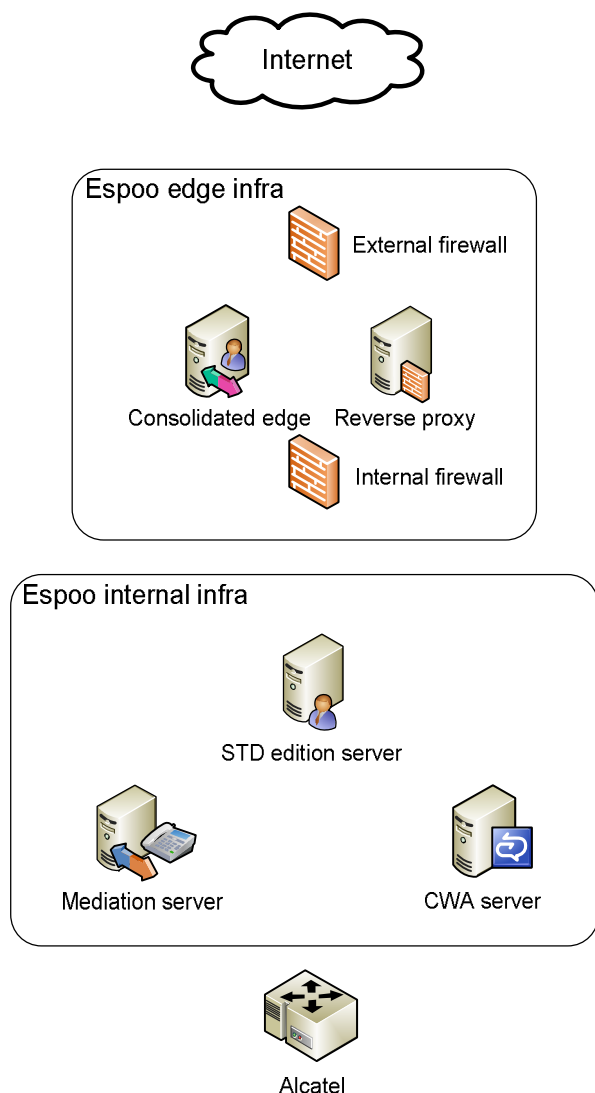 Internet
Espoo edge infra
External firewall
Consolidated edge
Reverse proxy
Internal firewall
Espoo internal infra
STD edition server
Mediation server
CWA server
Alcatel